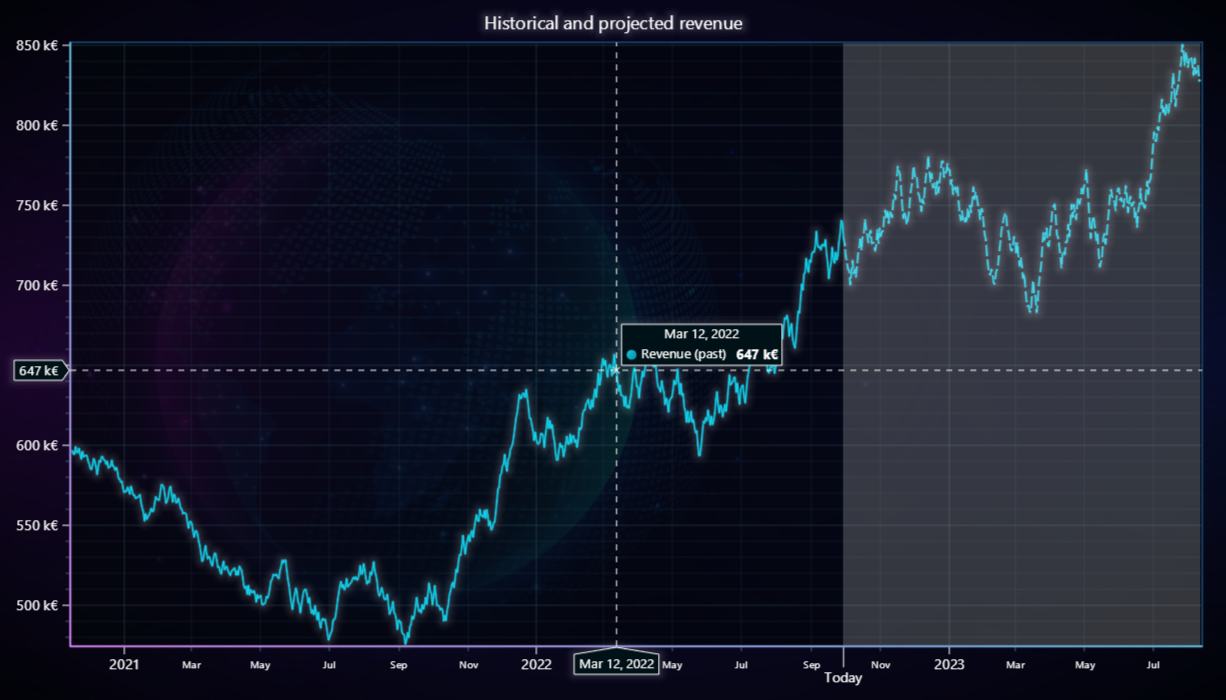 Historical and projected revenue
850 k€
800 k€
750 k€
700 k€
647 k€
600 k€
550 k€
500 k€
Mar 12, 2022
Revenue (past) 647 k€
2021 Mar May Jul Sep Nov 2022 Mar 12, 2022 May Jul Sep Nov 2023 Mar May Jul
Today